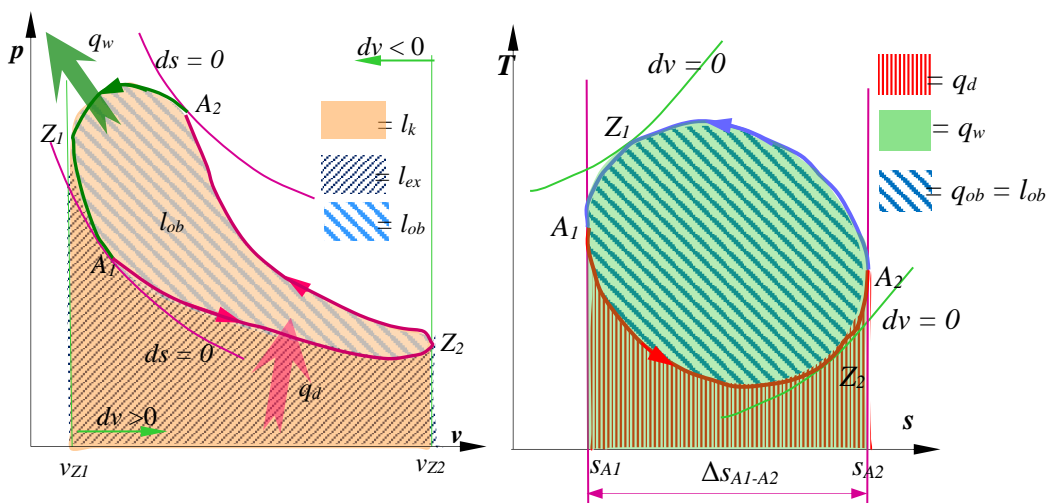 p
q_w
ds = 0
dv < 0
A_2
Z_1
= l_k
= l_ex
= l_ob
l_ob
A_1
Z_2
ds = 0
q_d
dv >0
v
v_Z1
v_Z2
T
dv = 0
= q_d
Z_1
= q_w
= q_ob = l_ob
A_1
A_2
dv = 0
Z_2
s
s_A1
Δs_A1-A2
s_A2